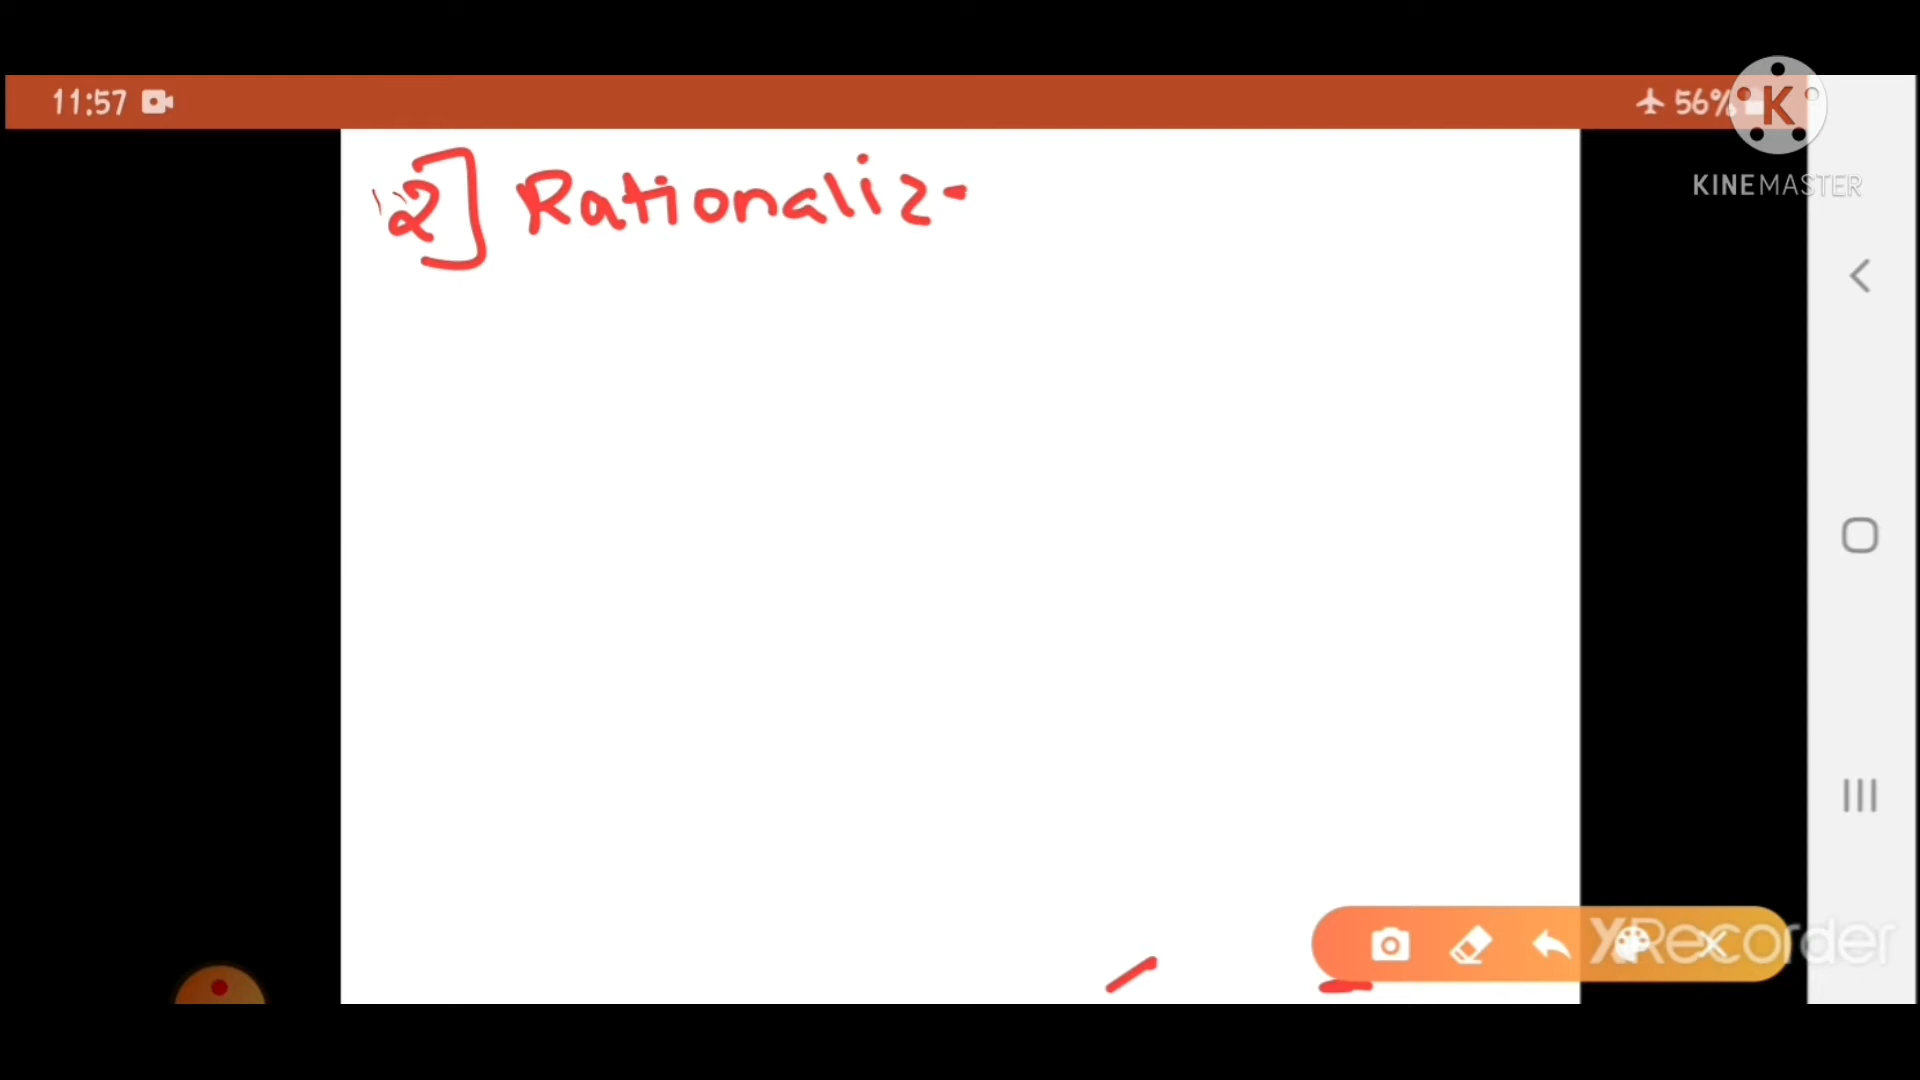 11:57
56%
K
KINEMASTER
2] Rationaliz-
XRecorder